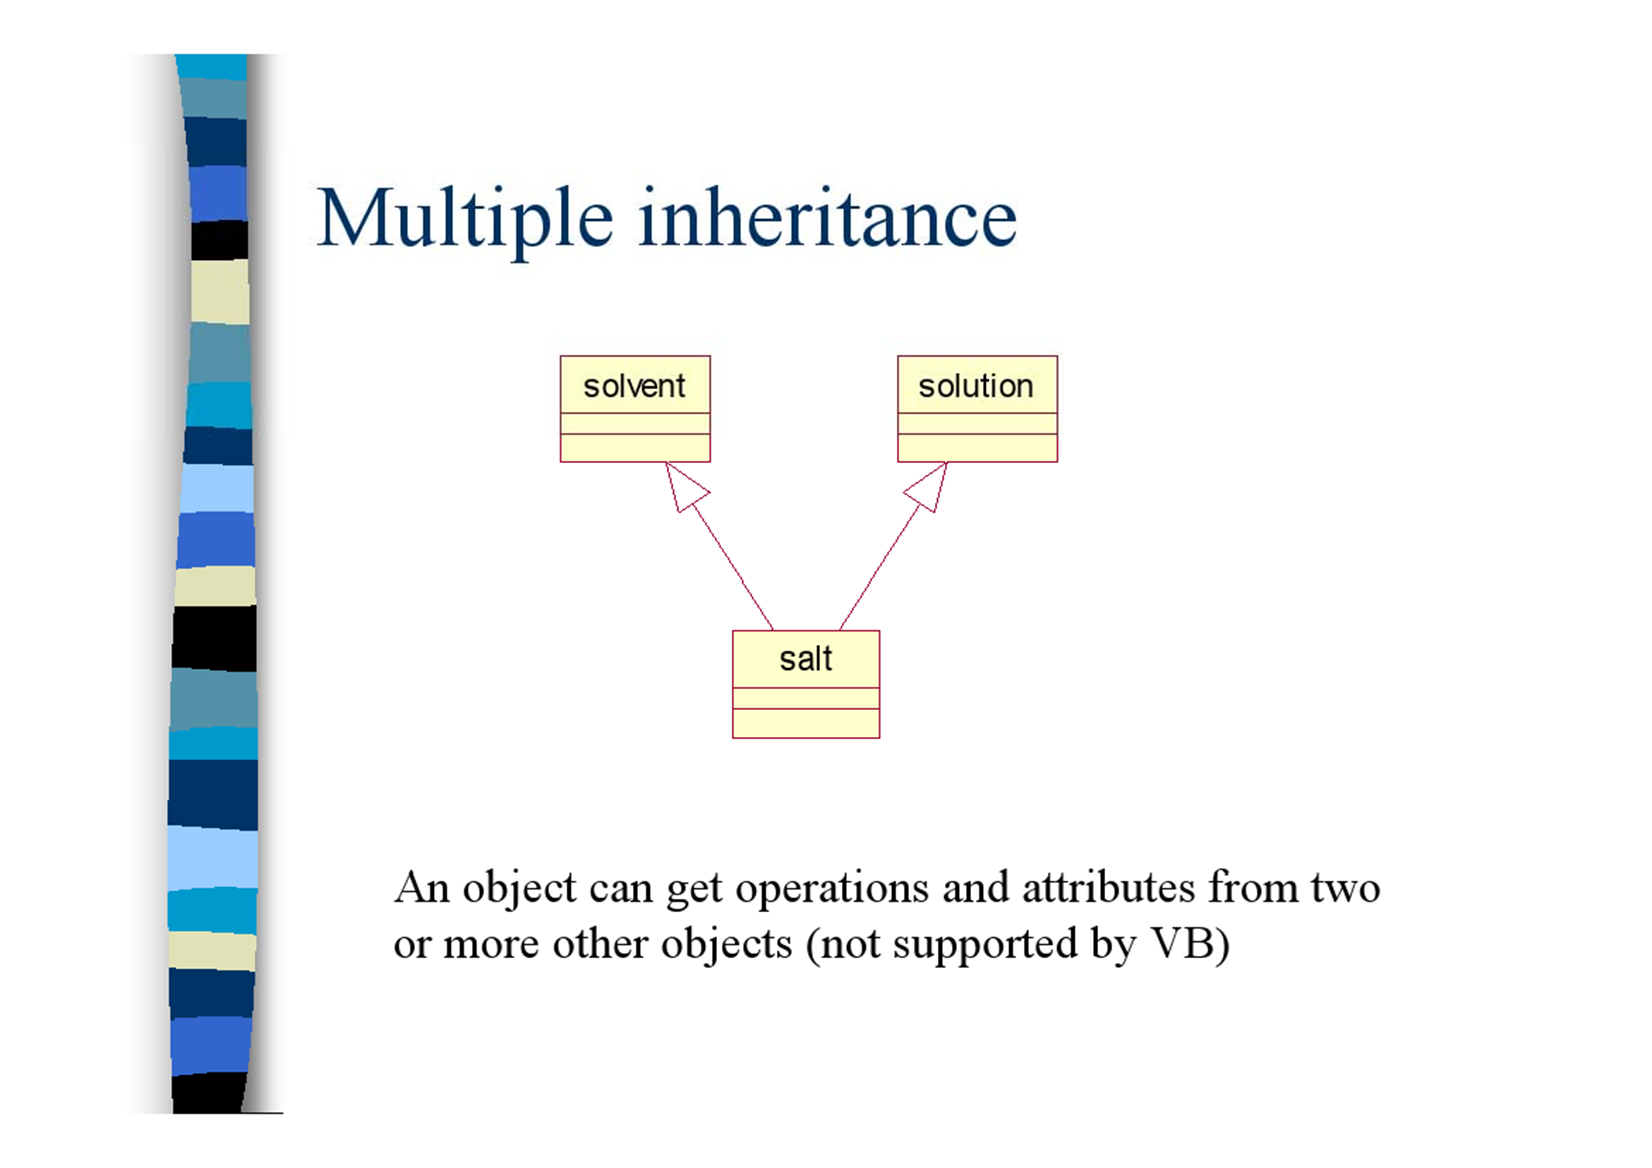 Multiple inheritance
solvent
solution
salt
An object can get operations and attributes from two
or more other objects (not supported by VB)